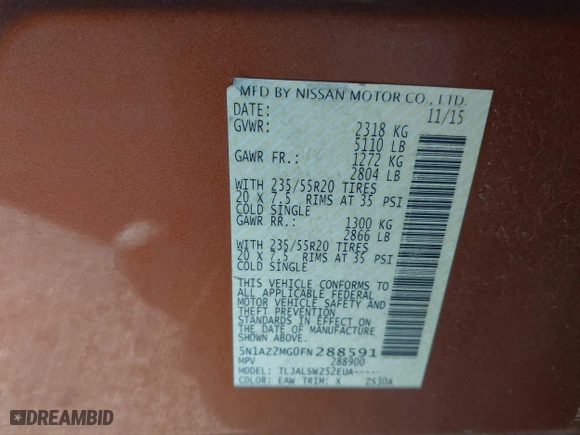 MFD BY NISSAN MOTOR CO., LTD.
DATE: 11/15
GVWR: 2318 KG
5110 LB
GAWR FR.: 1272 KG
2804 LB
WITH 235/55R20 TIRES
20 X 7.5 RIMS AT 35 PSI
COLD SINGLE
GAWR RR.: 1300 KG
2866 LB
WITH 235/55R20 TIRES
20 X 7.5 RIMS AT 35 PSI
COLD SINGLE
THIS VEHICLE CONFORMS TO
ALL APPLICABLE FEDERAL
MOTOR VEHICLE SAFETY AND
THEFT PREVENTION
STANDARDS IN EFFECT ON
THE DATE OF MANUFACTURE
SHOWN ABOVE.
5N1AZ2MG0FN288591
MPV 288900
MODEL: TLJALSWZ52EUA-----
COLOR: EAW TRIM: X 2S30A
DREAMBID